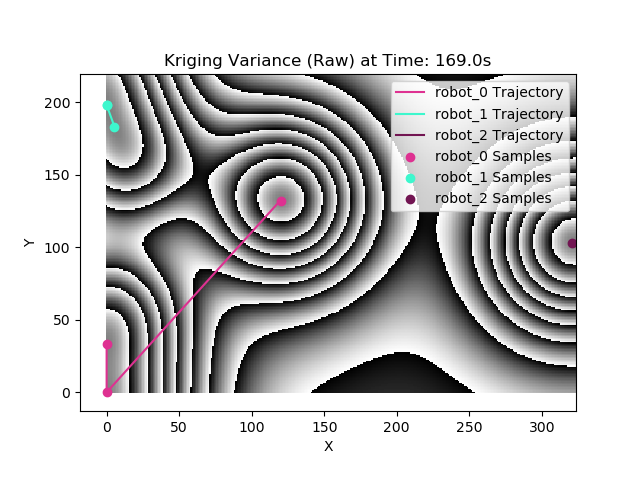 Kriging Variance (Raw) at Time: 169.0s
robot_0 Trajectory
robot_1 Trajectory
robot_2 Trajectory
robot_0 Samples
robot_1 Samples
robot_2 Samples
200
150
100
50
0
Y
0 50 100 150 200 250 300
X